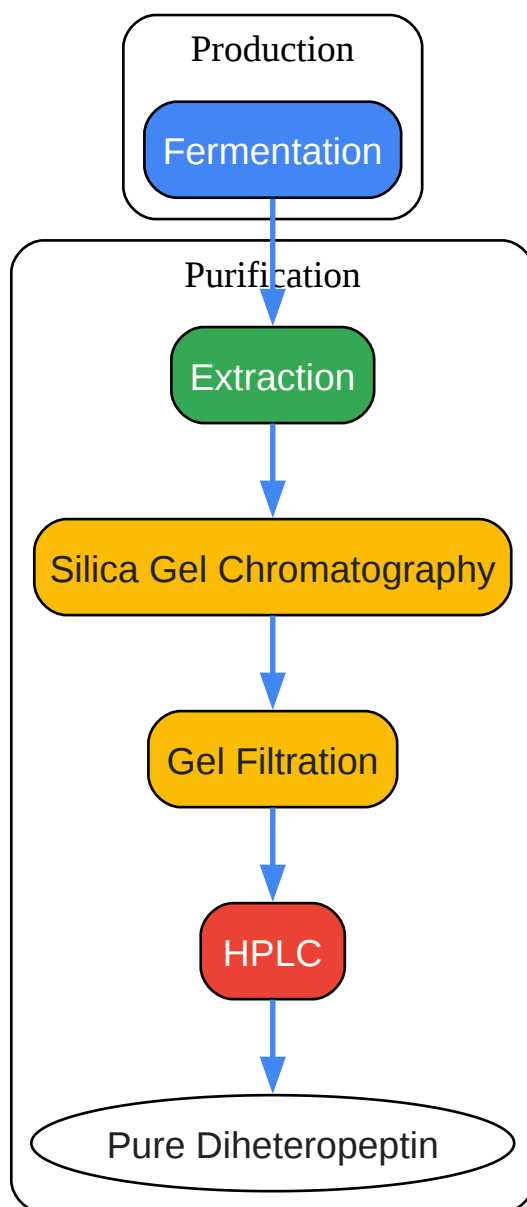 Production
Fermentation
Purification
Extraction
Silica Gel Chromatography
Gel Filtration
HPLC
Pure Diheteropeptin